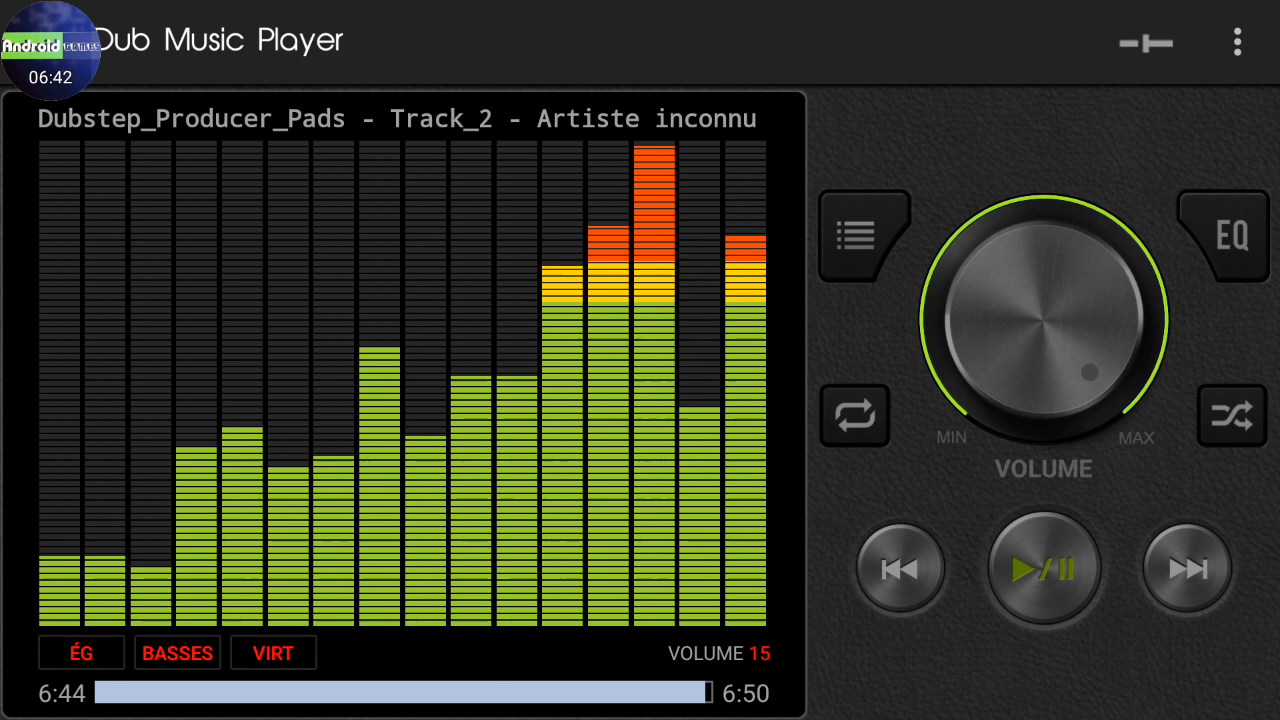 Dub Music Player
Android GAMES
06:42
Dubstep_Producer_Pads - Track_2 - Artiste inconnu
EQ
MIN
MAX
VOLUME
ÉG
BASSES
VIRT
VOLUME 15
6:44
6:50